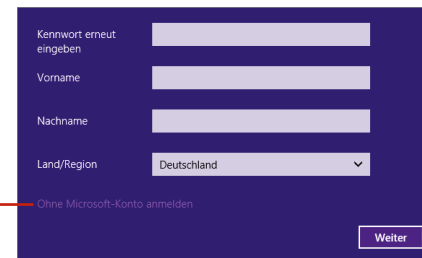 Kennwort erneut
eingeben
Vorname
Nachname
Land/Region Deutschland
Ohne Microsoft-Konto anmelden
Weiter